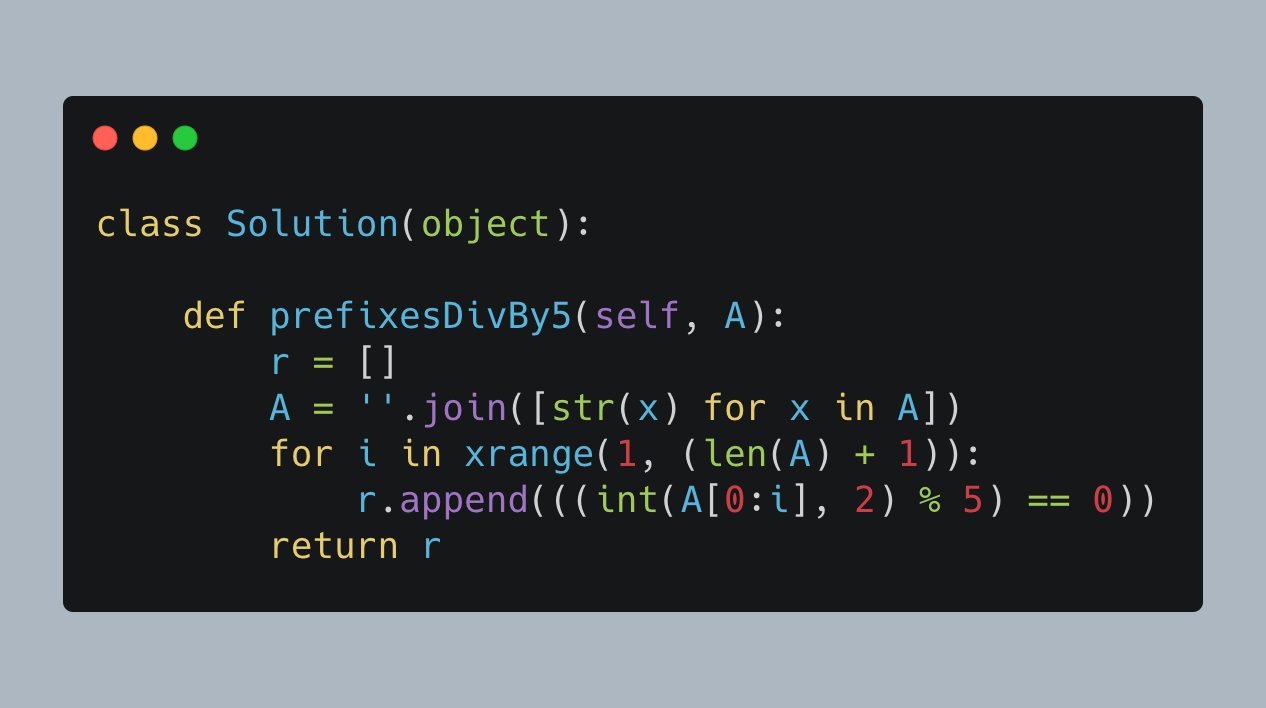 class Solution(object):
    def prefixesDivBy5(self, A):
        r = []
        A = ''.join([str(x) for x in A])
        for i in xrange(1, (len(A) + 1)):
            r.append(((int(A[0:i], 2) % 5) == 0))
        return r